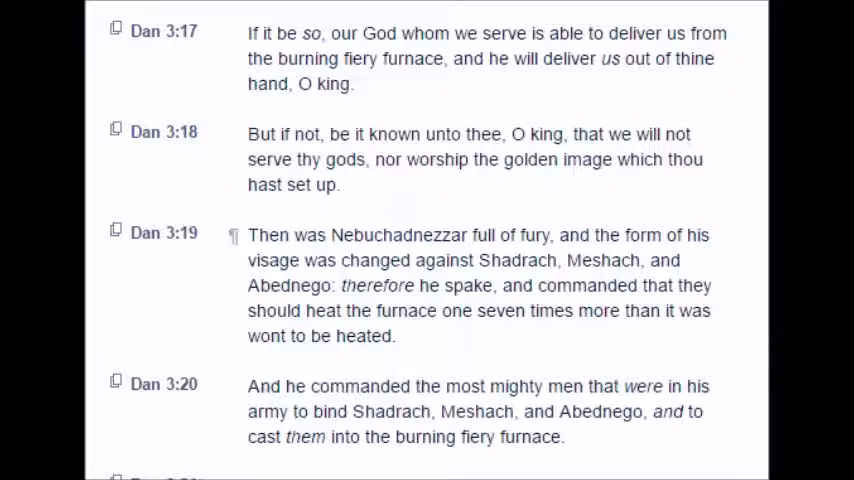 Dan 3:17 If it be so, our God whom we serve is able to deliver us from
the burning fiery furnace, and he will deliver us out of thine
hand, O king.
Dan 3:18 But if not, be it known unto thee, O king, that we will not
serve thy gods, nor worship the golden image which thou
hast set up.
Dan 3:19 ¶ Then was Nebuchadnezzar full of fury, and the form of his
visage was changed against Shadrach, Meshach, and
Abednego: therefore he spake, and commanded that they
should heat the furnace one seven times more than it was
wont to be heated.
Dan 3:20 And he commanded the most mighty men that were in his
army to bind Shadrach, Meshach, and Abednego, and to
cast them into the burning fiery furnace.